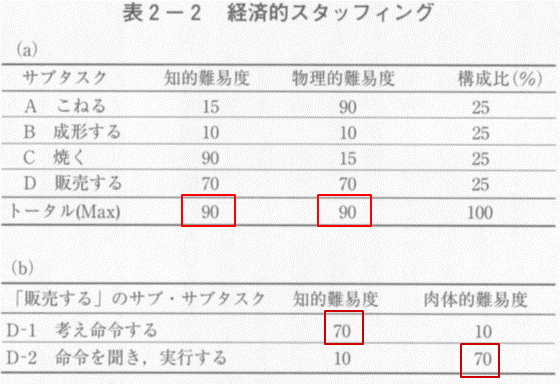 表２－２　経済的スタッフィング
(a)
サブタスク　知的難易度　物理的難易度　構成比(%)
A　こねる　15　90　25
B　成形する　10　10　25
C　焼く　90　15　25
D　販売する　70　70　25
トータル(Max)　90　90　100
(b)
「販売する」のサブ・サブタスク　知的難易度　肉体的難易度
D-1　考え命令する　70　10
D-2　命令を聞き，実行する　10　70